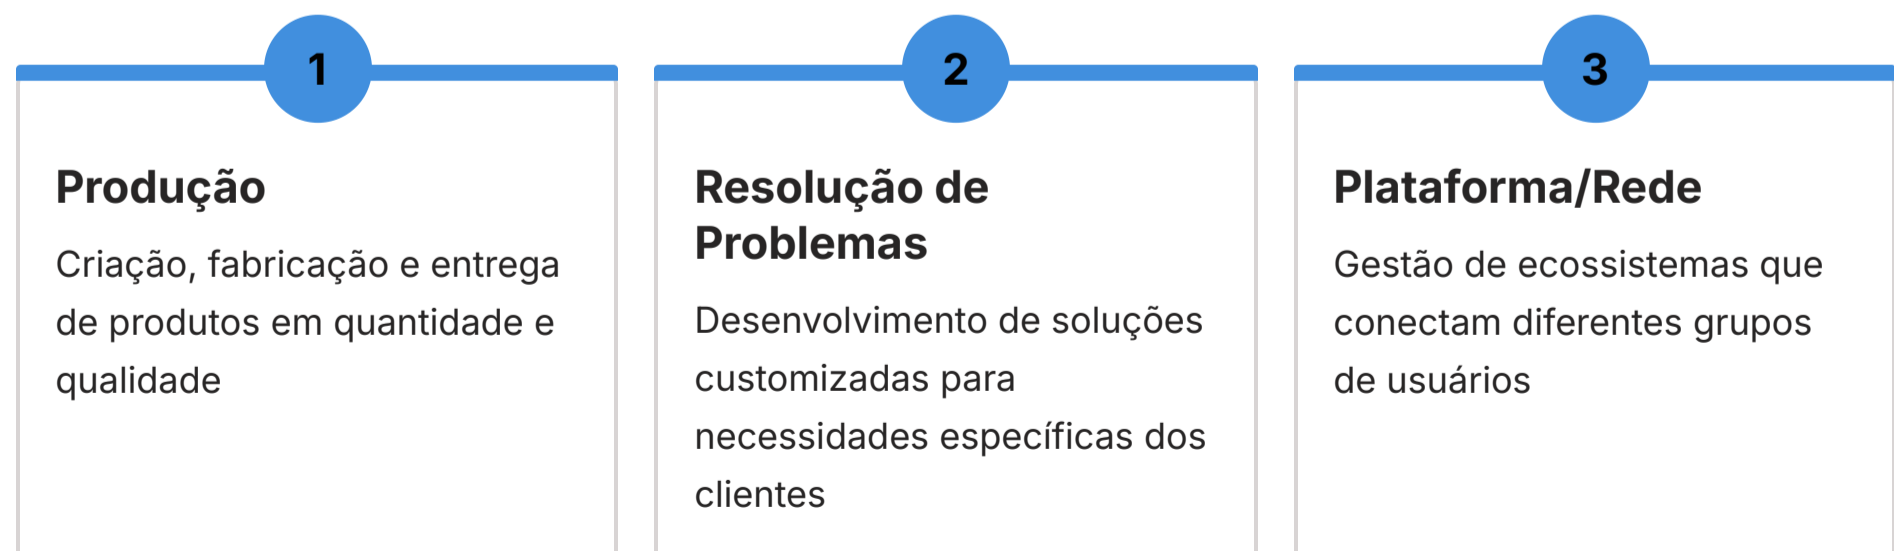 1
Produção
Criação, fabricação e entrega
de produtos em quantidade e
qualidade
2
Resolução de
Problemas
Desenvolvimento de soluções
customizadas para
necessidades específicas dos
clientes
3
Plataforma/Rede
Gestão de ecossistemas que
conectam diferentes grupos
de usuários